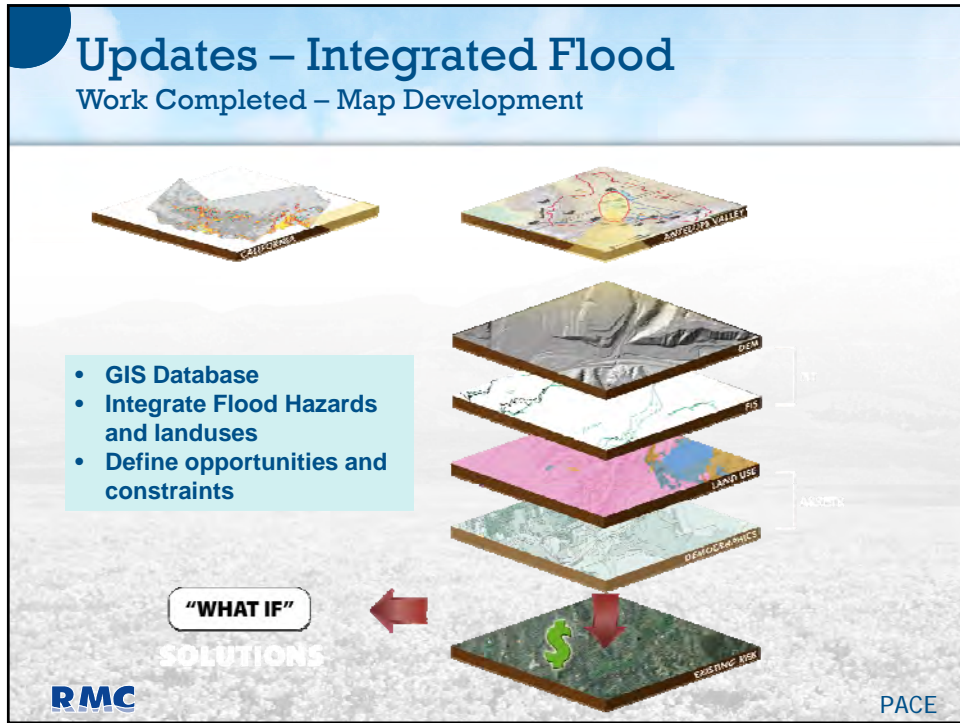 Updates – Integrated Flood
Work Completed – Map Development
CALIFORNIA
ANTELOPE VALLEY
DEM
FIS
LAND USE
DEMOGRAPHICS
EXISTING RISK
• GIS Database
• Integrate Flood Hazards
and landuses
• Define opportunities and
constraints
"WHAT IF"
SOLUTIONS
$
RMC
PACE